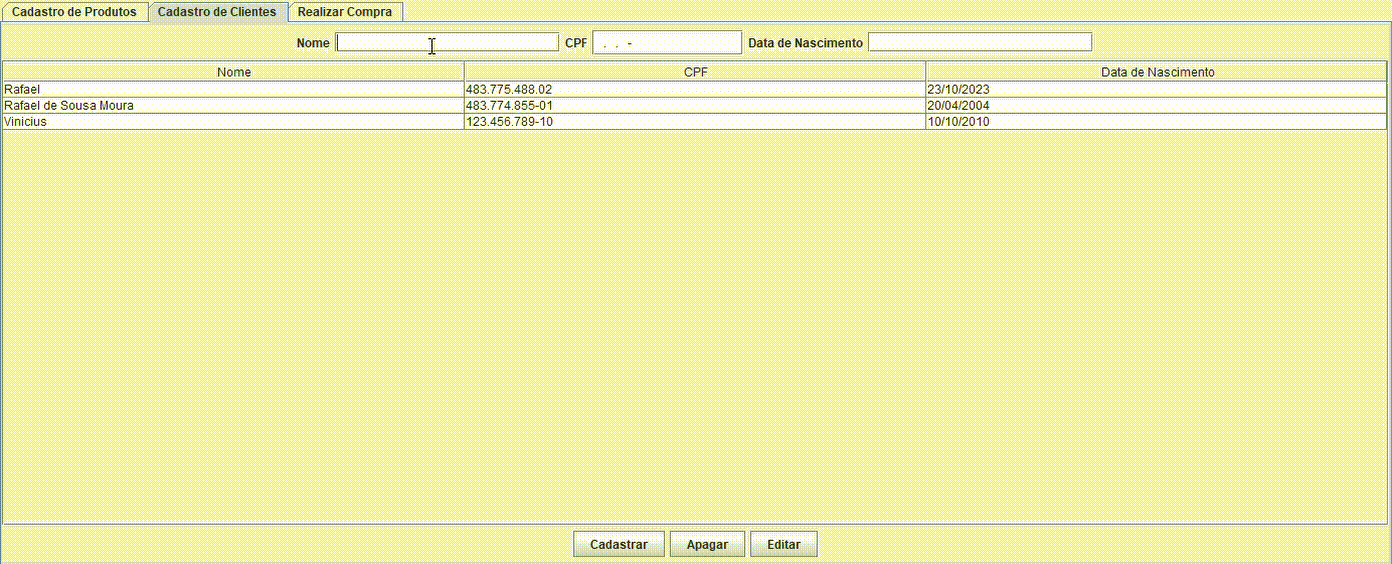 Cadastro de Produtos Cadastro de Clientes Realizar Compra
Nome CPF . . - Data de Nascimento
Nome CPF Data de Nascimento
Rafael 483.775.488.02 23/10/2023
Rafael de Sousa Moura 483.774.855-01 20/04/2004
Vinicius 123.456.789-10 10/10/2010
Cadastrar Apagar Editar